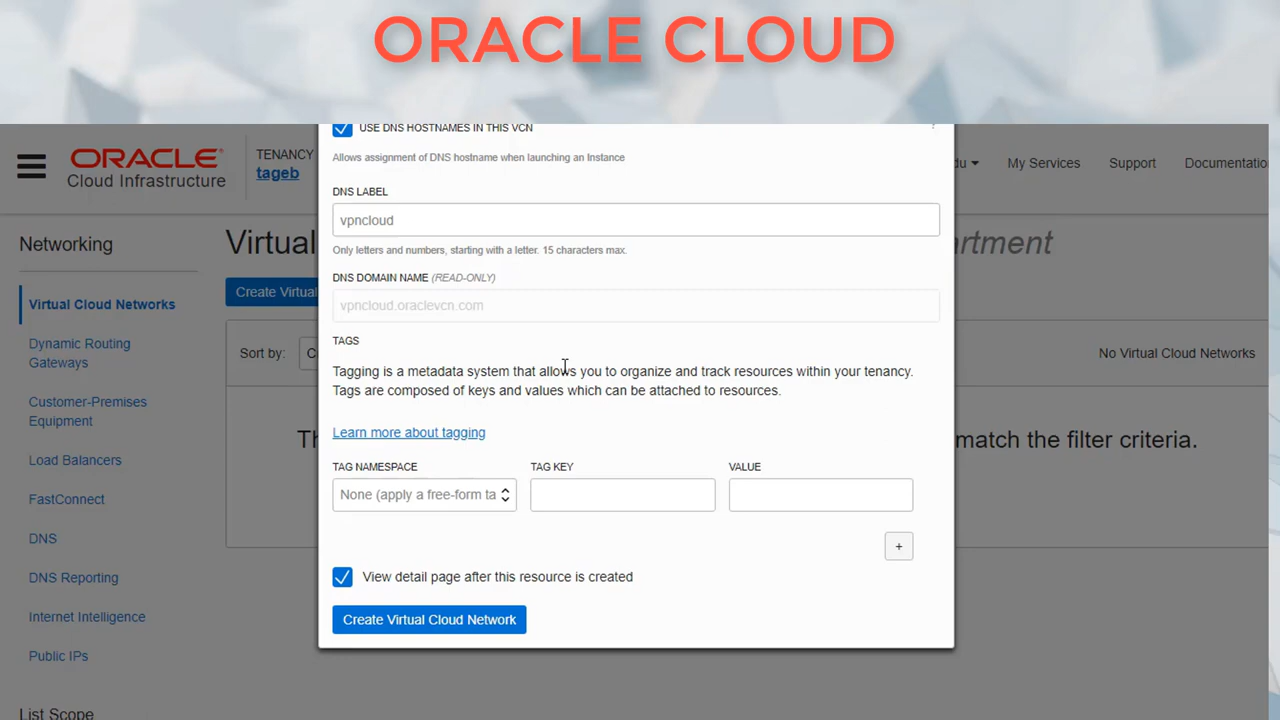 ORACLE CLOUD
USE DNS HOSTNAMES IN THIS VCN
Allows assignment of DNS hostname when launching an Instance
ORACLE
Cloud Infrastructure
TENANCY
tageb
du
My Services
Support
Documentatio
DNS LABEL
vpncloud
Only letters and numbers, starting with a letter. 15 characters max.
DNS DOMAIN NAME (READ-ONLY)
vpncloud.oraclevcn.com
TAGS
Tagging is a metadata system that allows you to organize and track resources within your tenancy.
Tags are composed of keys and values which can be attached to resources.
Learn more about tagging
TAG NAMESPACE
TAG KEY
VALUE
None (apply a free-form ta
+
View detail page after this resource is created
Create Virtual Cloud Network
Networking
Virtual Cloud Networks
Dynamic Routing
Gateways
Customer-Premises
Equipment
Load Balancers
FastConnect
DNS
DNS Reporting
Internet Intelligence
Public IPs
List Scope
Virtual
artment
Create Virtual
Sort by:
C
No Virtual Cloud Networks
Th
match the filter criteria.